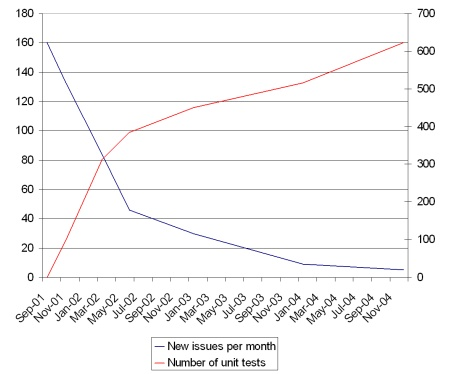 180
160
140
120
100
80
60
40
20
0
700
600
500
400
300
200
100
0
Sep-01
Nov-01
Jan-02
Mar-02
May-02
Jul-02
Sep-02
Nov-02
Jan-03
Mar-03
May-03
Jul-03
Sep-03
Nov-03
Jan-04
Mar-04
May-04
Jul-04
Sep-04
Nov-04
New issues per month
Number of unit tests